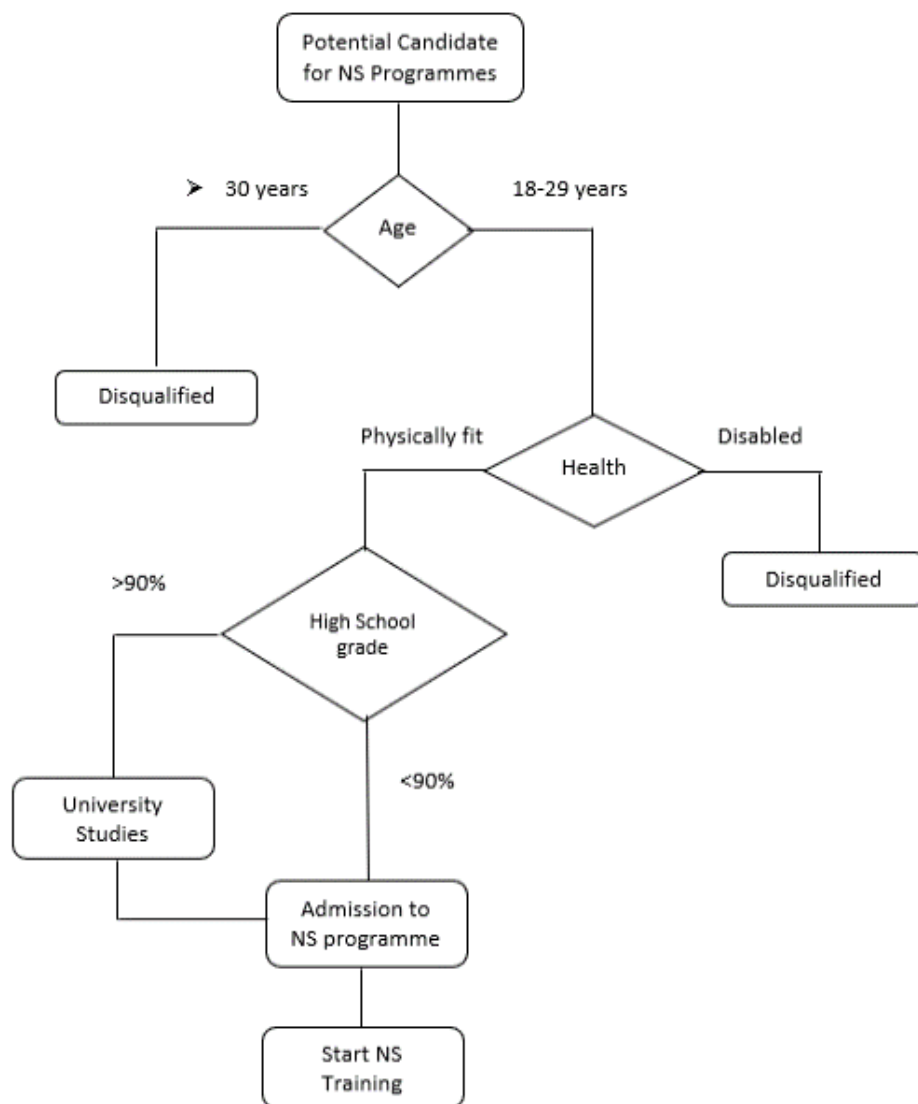 Potential Candidate
for NS Programmes
➢ 30 years
18-29 years
Age
Disqualified
Physically fit
Disabled
Health
Disqualified
>90%
High School
grade
<90%
University
Studies
Admission to
NS programme
Start NS
Training